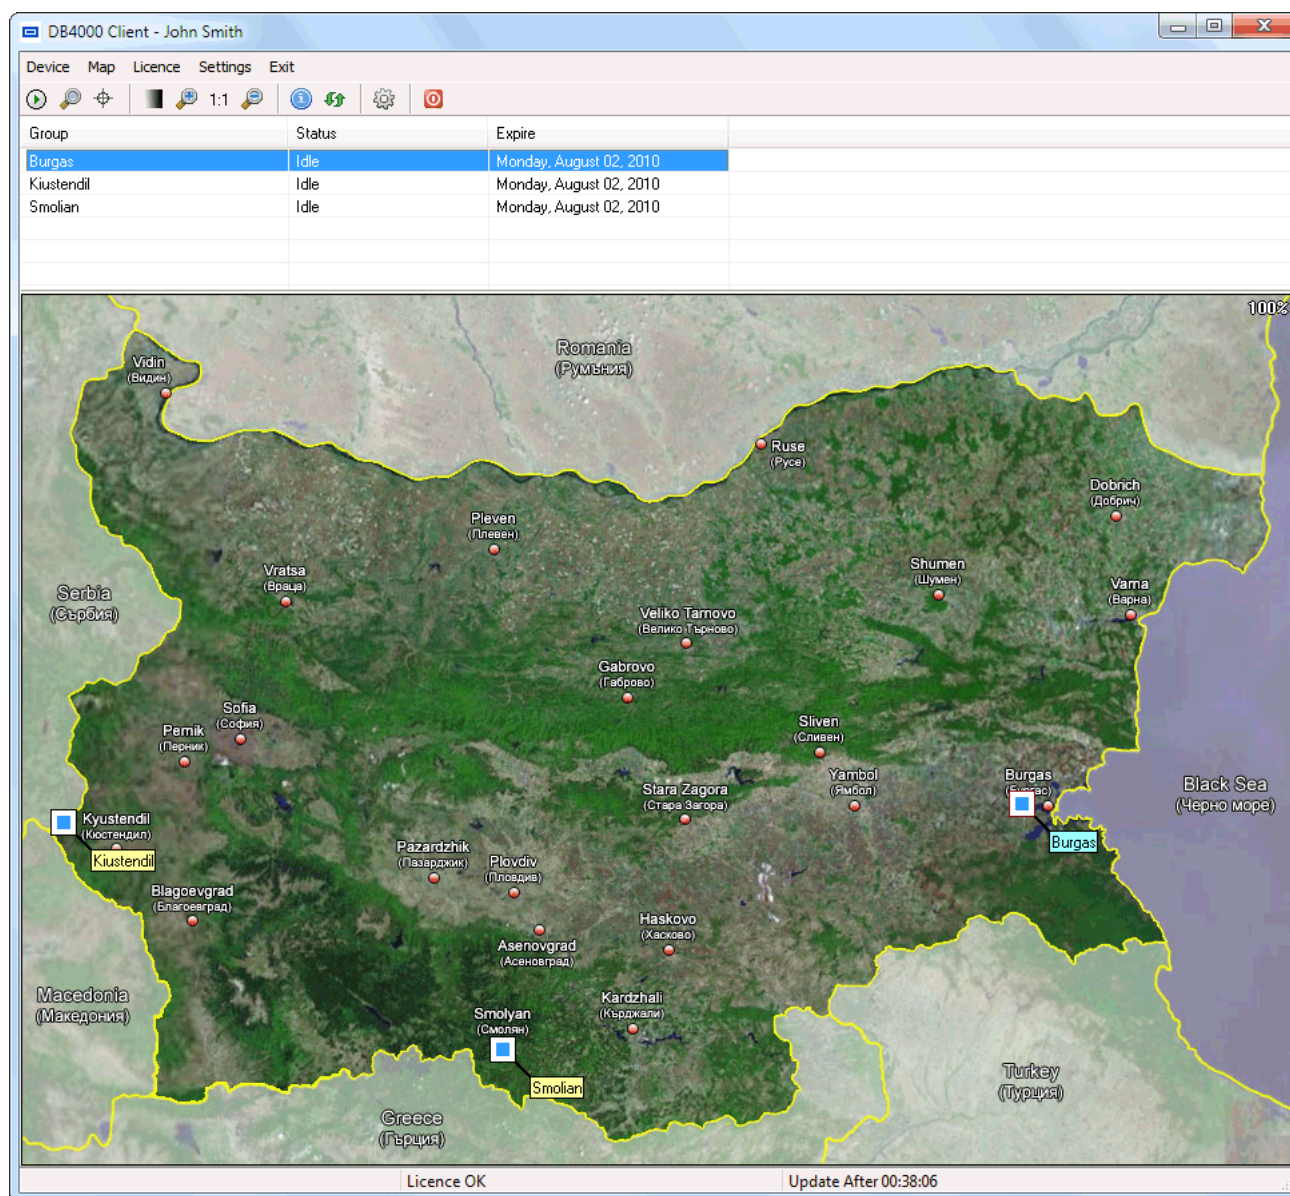 DB4000 Client - John Smith
Device Map Licence Settings Exit
1:1
Group Status Expire
Burgas Idle Monday, August 02, 2010
Kiustendil Idle Monday, August 02, 2010
Smolian Idle Monday, August 02, 2010
100%
Romania
(Румъния)
Vidin
(Видин)
Ruse
(Русе)
Dobrich
(Добрич)
Pleven
(Плевен)
Vratsa
(Враца)
Shumen
(Шумен)
Varna
(Варна)
Serbia
(Сърбия)
Veliko Tarnovo
(Велико Търново)
Gabrovo
(Габрово)
Sofia
(София)
Pernik
(Перник)
Sliven
(Сливен)
Yambol
(Ямбол)
Burgas
(Бургас)
Black Sea
(Черно море)
Stara Zagora
(Стара Загора)
Kyustendil
(Кюстендил)
Kiustendil
Burgas
Pazardzhik
(Пазарджик)
Plovdiv
(Пловдив)
Blagoevgrad
(Благоевград)
Haskovo
(Хасково)
Asenovgrad
(Асеновград)
Macedonia
(Македония)
Kardzhali
(Кърджали)
Smolyan
(Смолян)
Smolian
Turkey
(Турция)
Greece
(Гърция)
Licence OK Update After 00:38:06